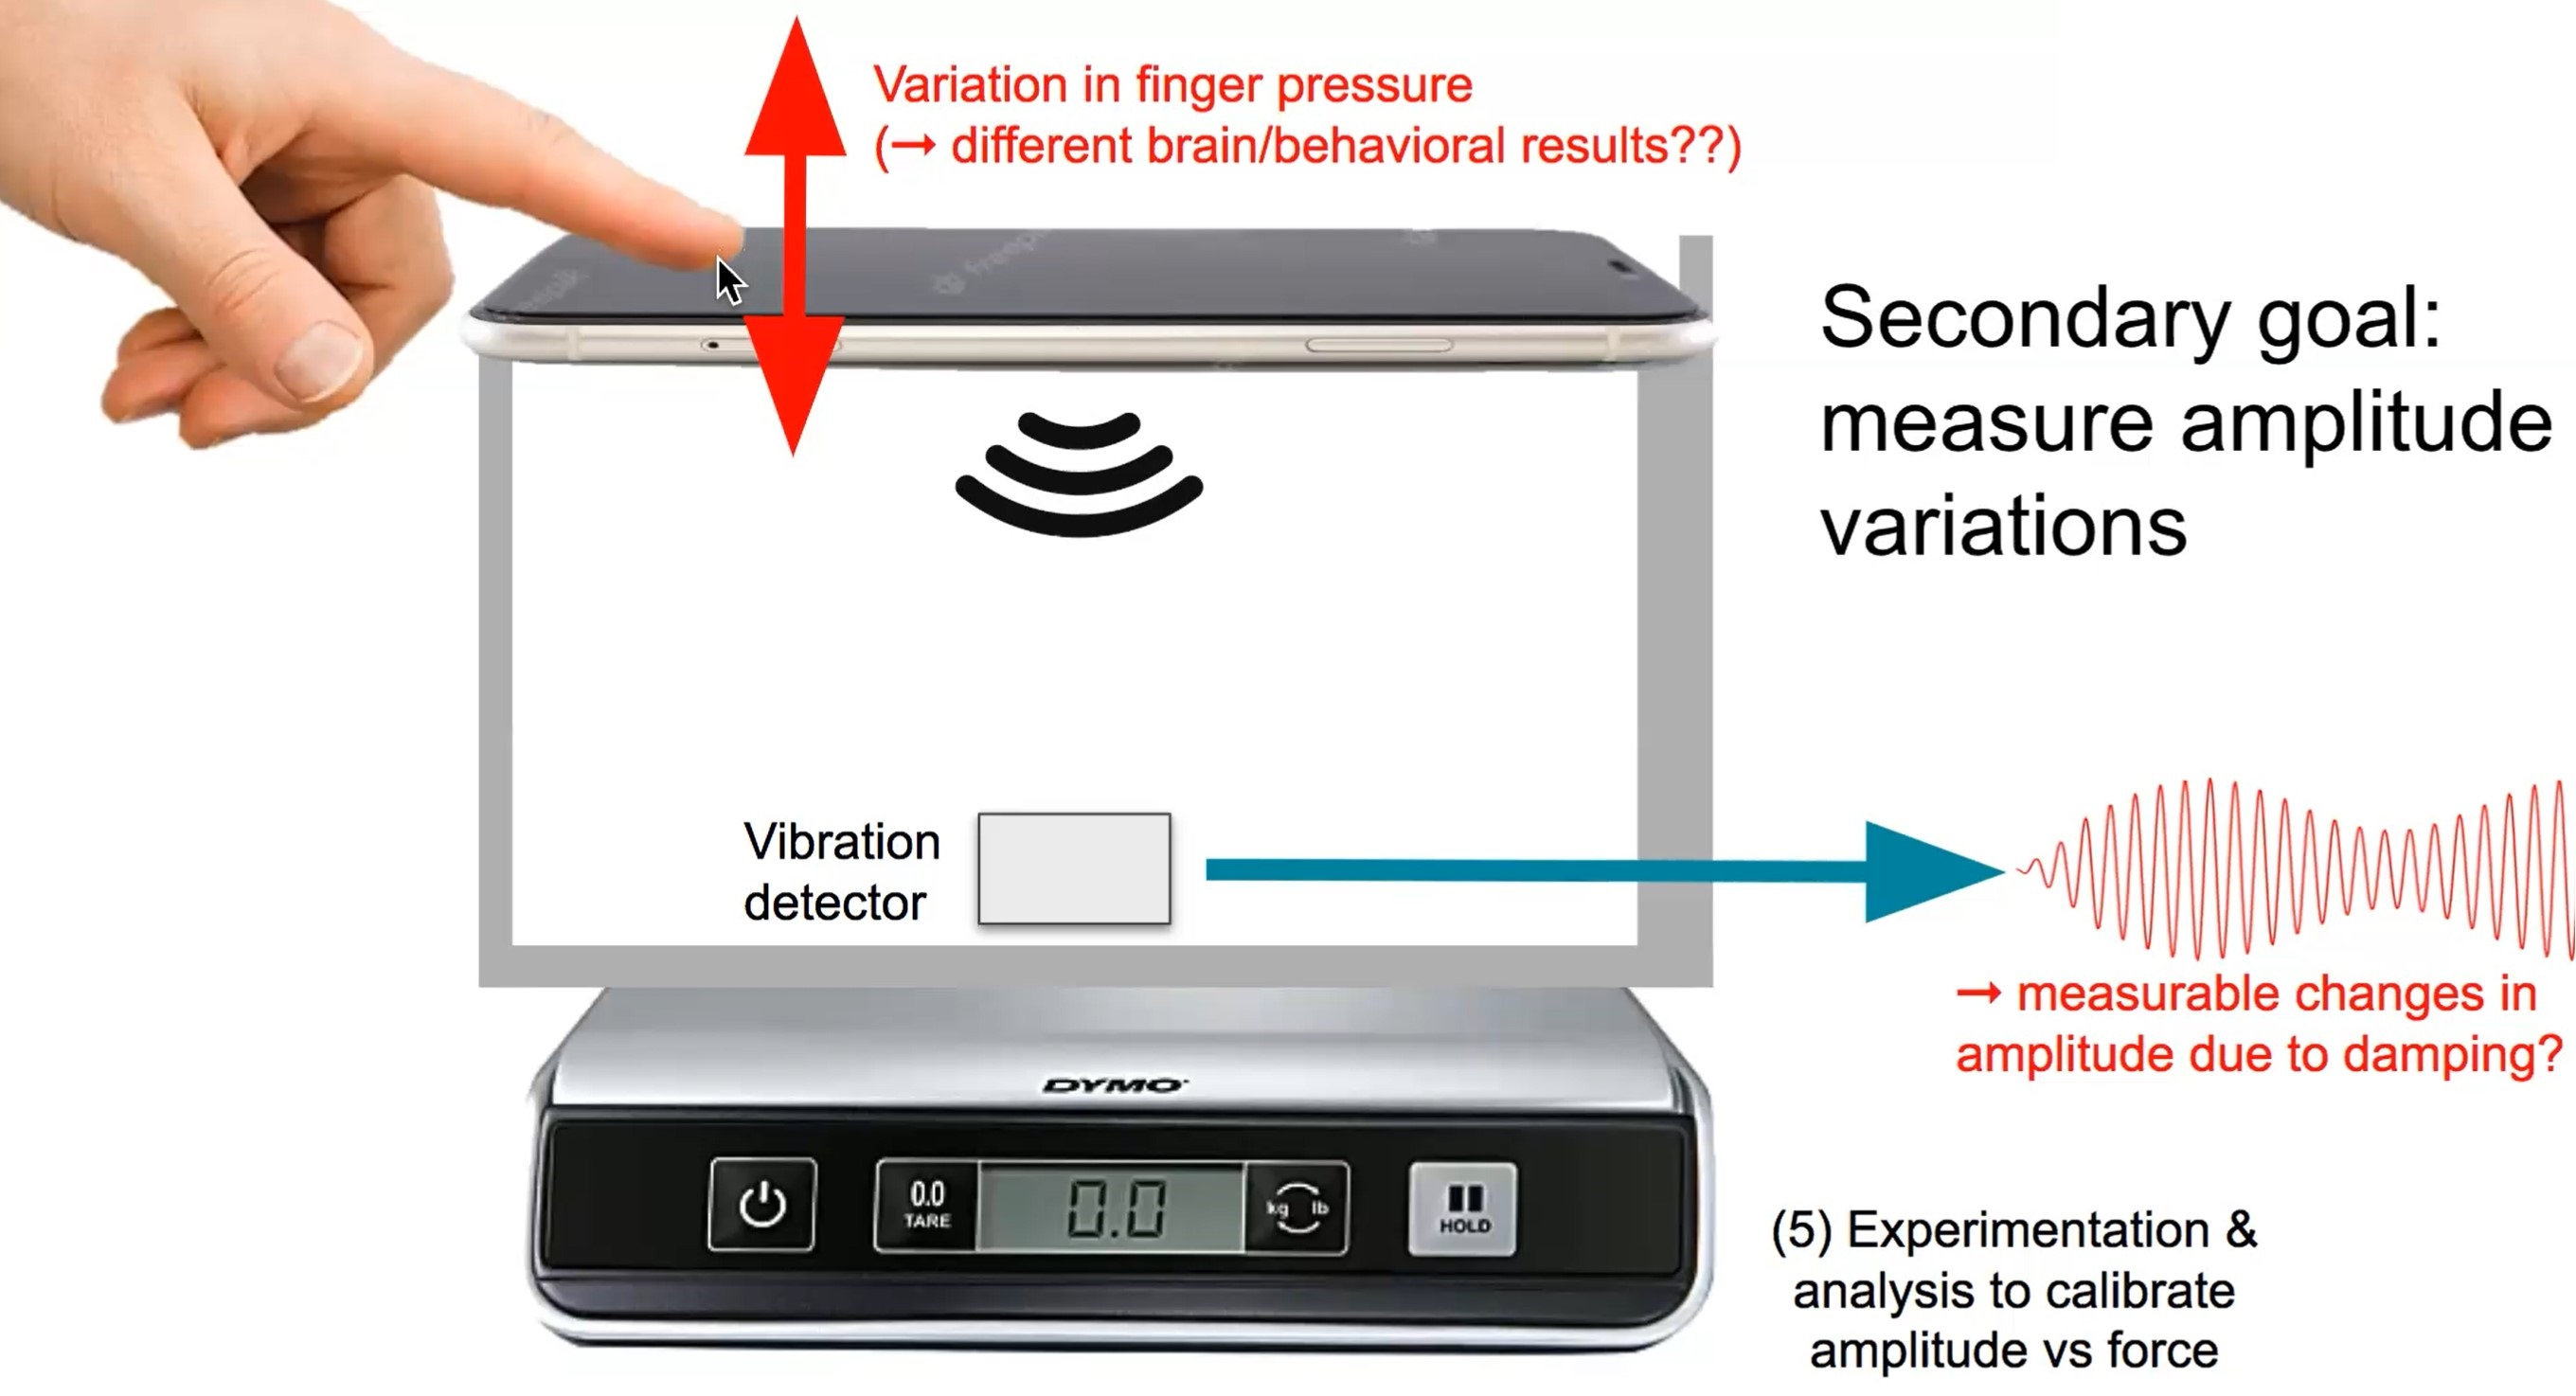 Variation in finger pressure
(→ different brain/behavioral results??)
Secondary goal:
measure amplitude
variations
Vibration
detector
→ measurable changes in
amplitude due to damping?
DYMO
0.0
TARE
0.0
kg lb
HOLD
(5) Experimentation &
analysis to calibrate
amplitude vs force